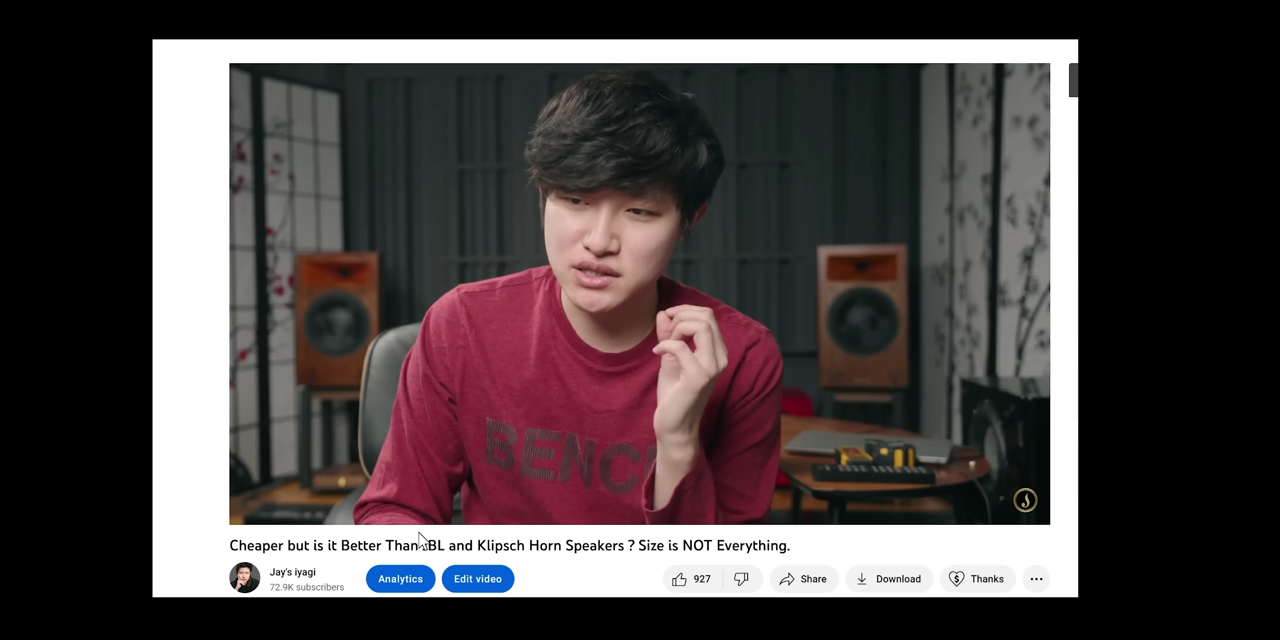 BENC
Cheaper but is it Better Than BL and Klipsch Horn Speakers ? Size is NOT Everything.
Jay's iyagi
72.9K subscribers
Analytics
Edit video
927
Share
Download
Thanks